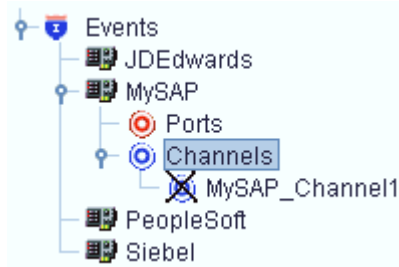 Events
JDEdwards
MySAP
Ports
Channels
MySAP_Channel1
PeopleSoft
Siebel